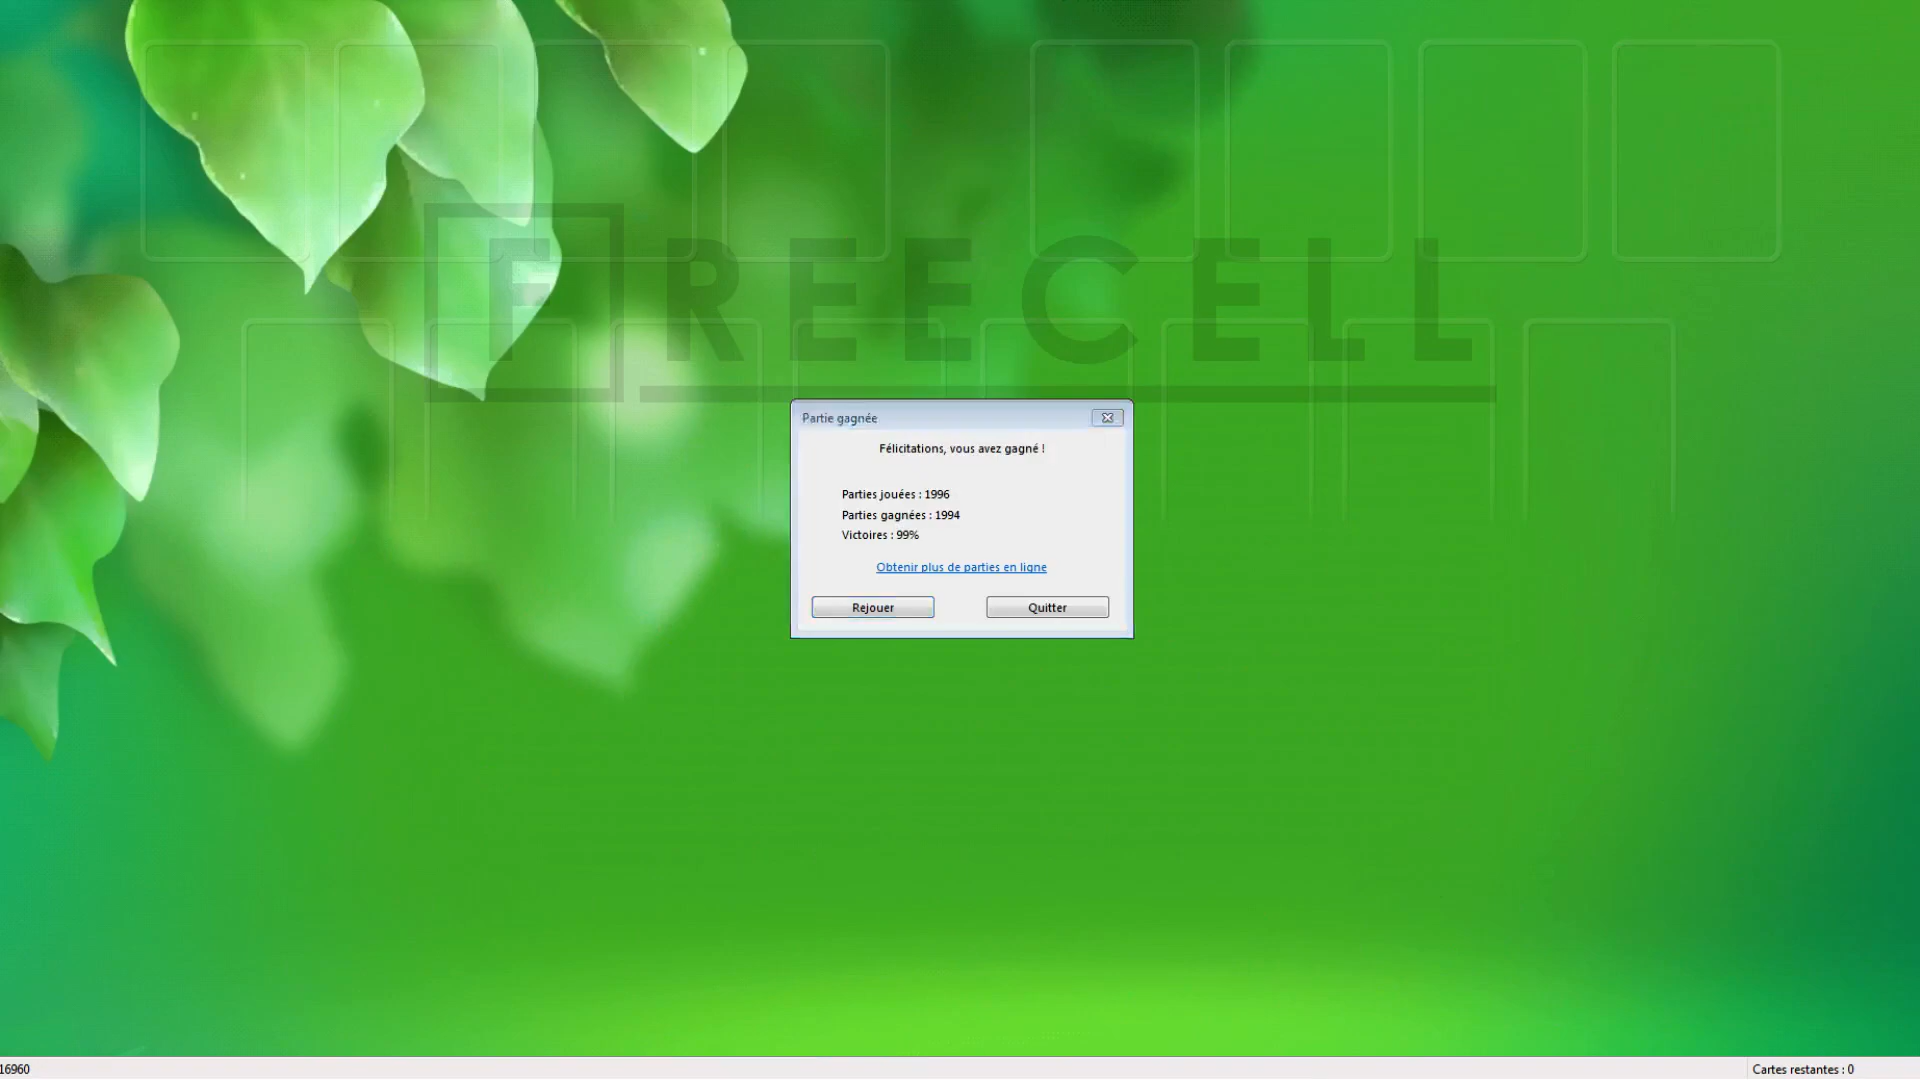 FREECELL
Partie gagnée
Félicitations, vous avez gagné !
Parties jouées : 1996
Parties gagnées : 1994
Victoires : 99%
Obtenir plus de parties en ligne
Rejouer Quitter
16960 Cartes restantes : 0